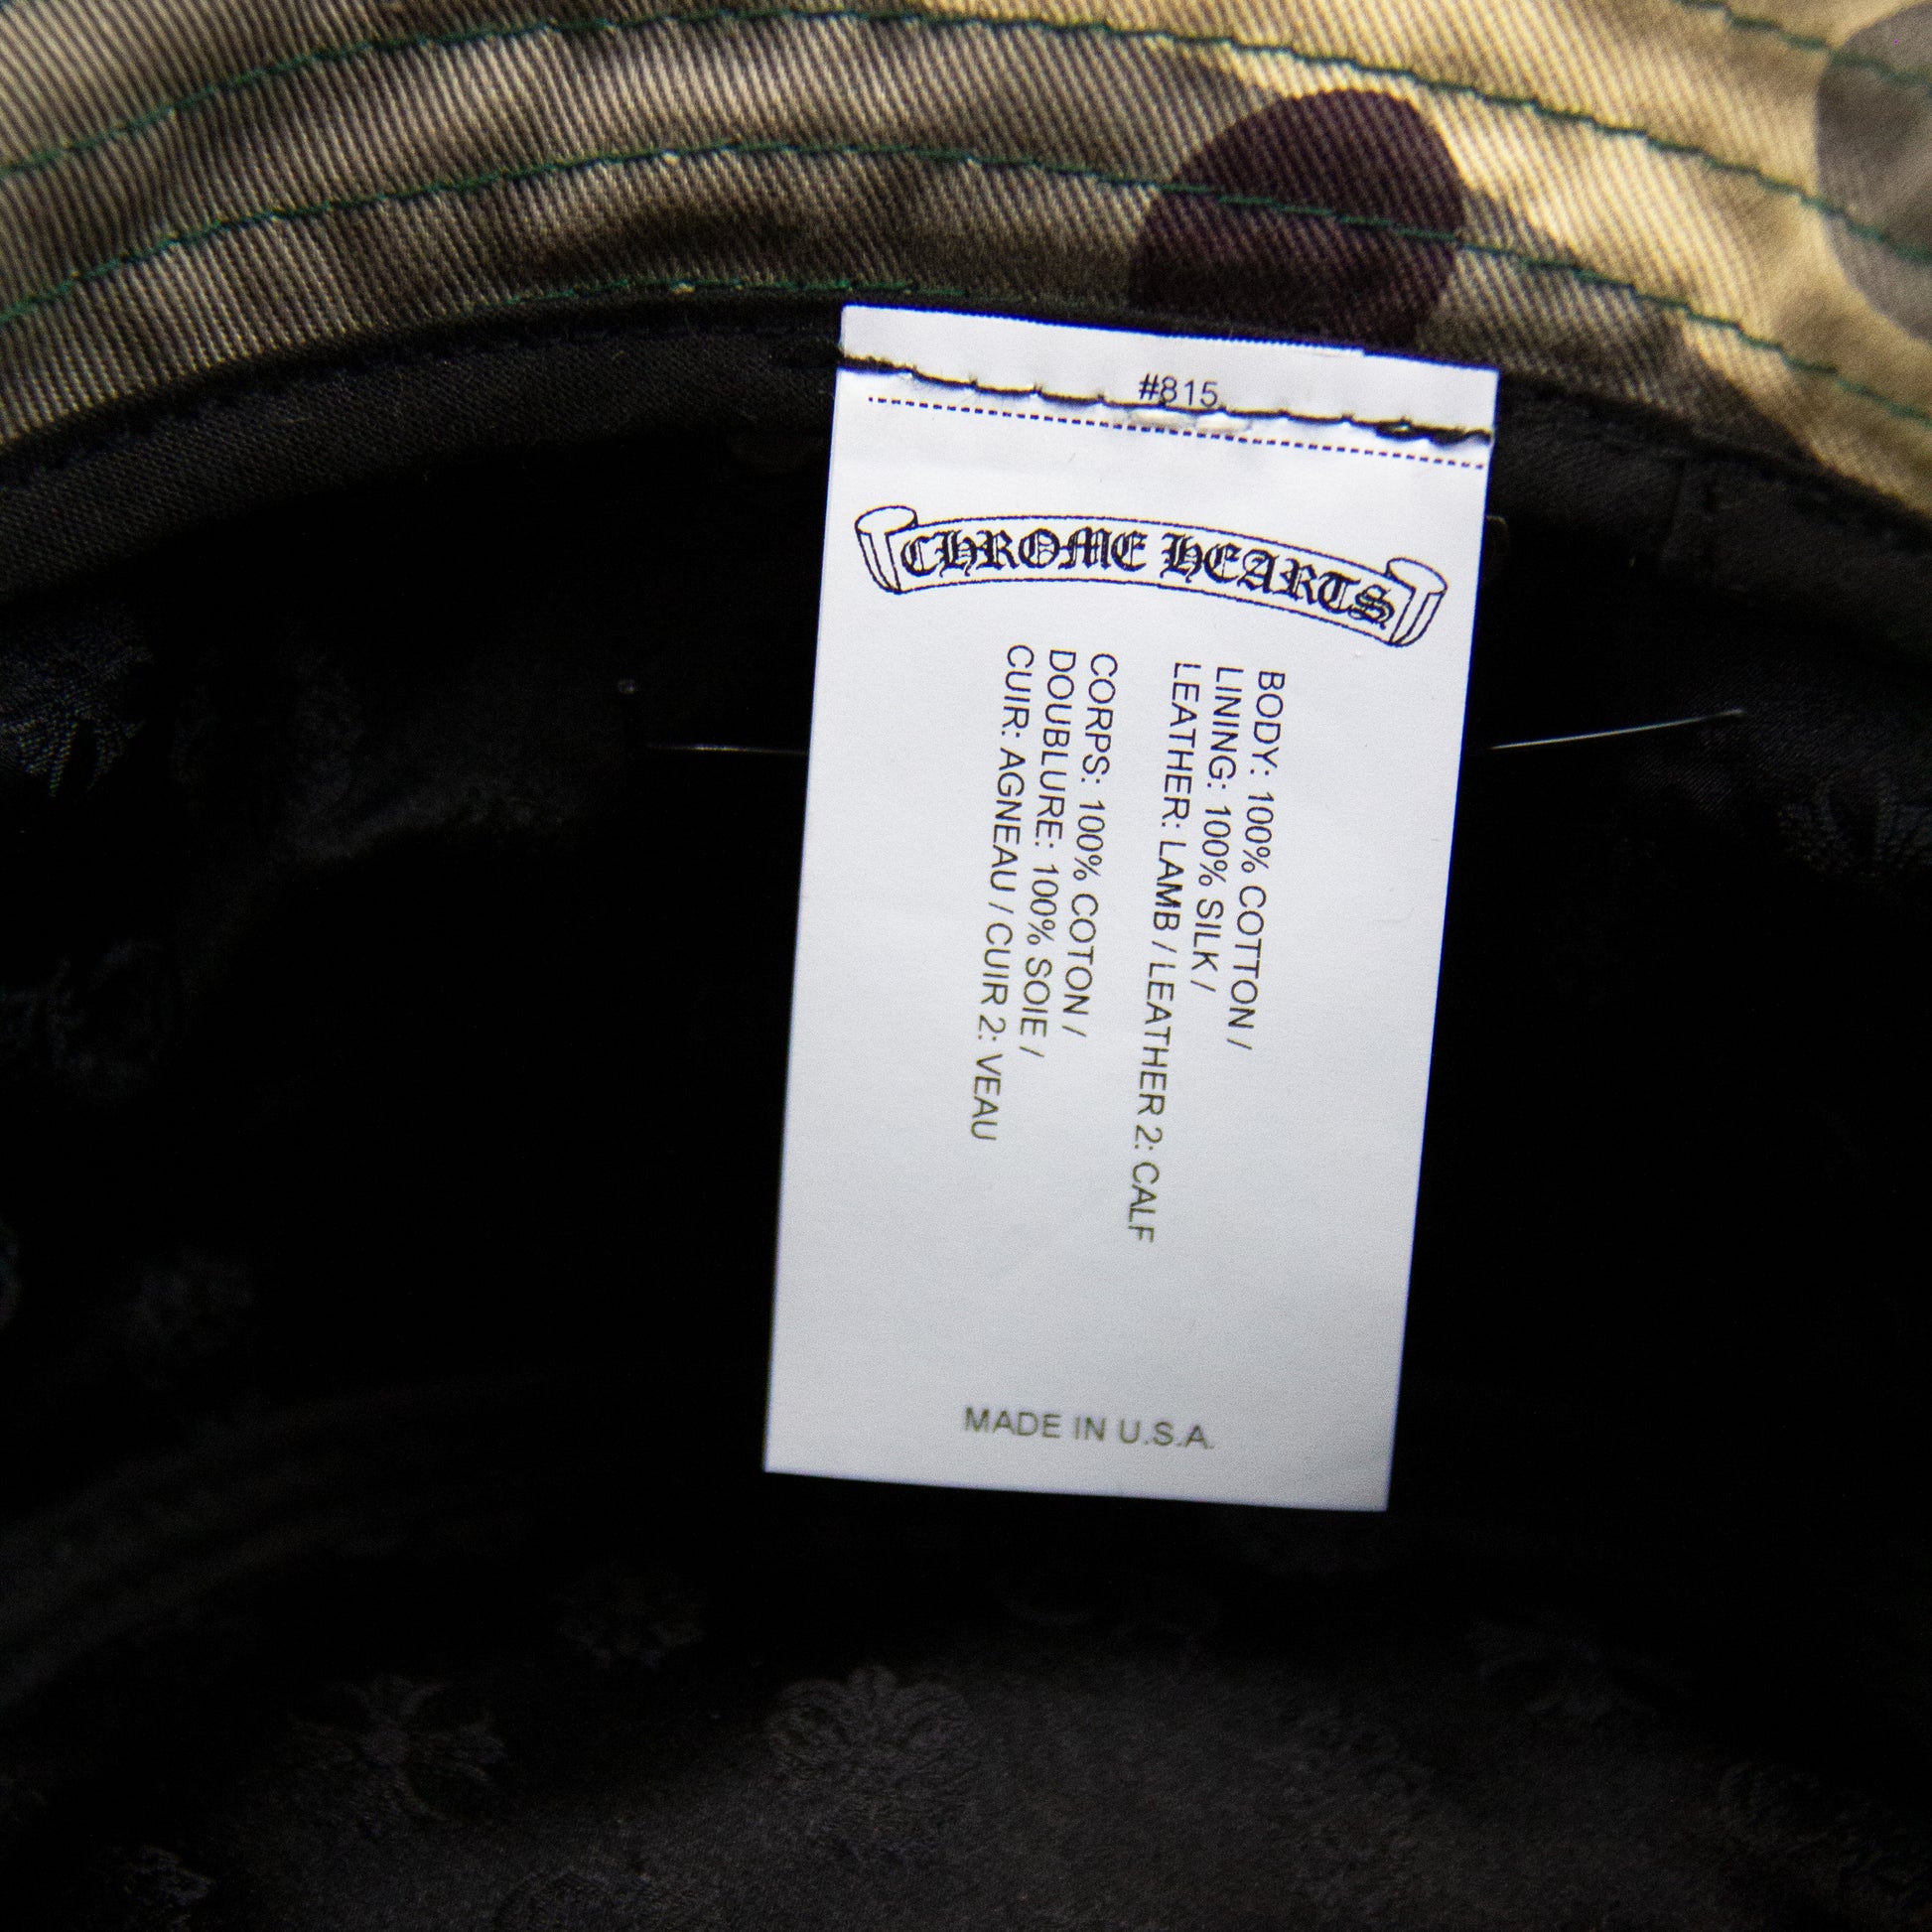 #815
CHROME HEARTS
BODY: 100% COTTON /
LINING: 100% SILK /
LEATHER: LAMB / LEATHER 2: CALF
CORPS: 100% COTON /
DOUBLURE: 100% SOIE /
CUIR: AGNEAU / CUIR 2: VEAU
MADE IN U.S.A.